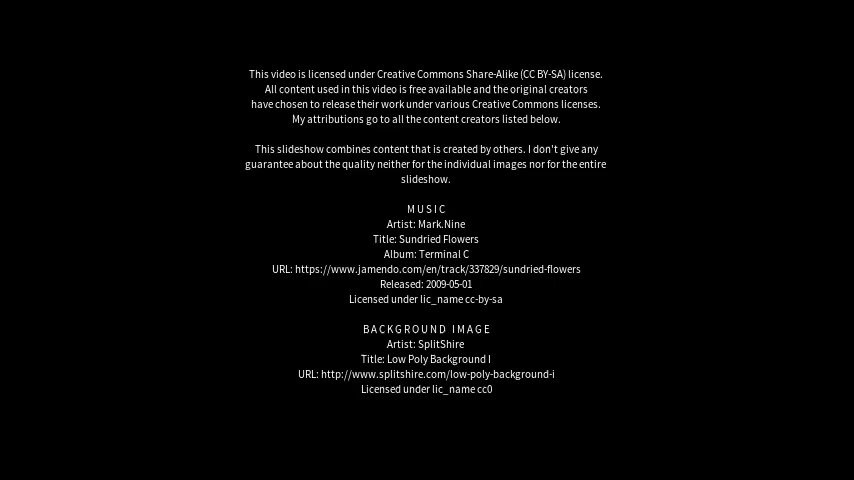 This video is licensed under Creative Commons Share-Alike (CC BY-SA) license.
All content used in this video is free available and the original creators
have chosen to release their work under various Creative Commons licenses.
My attributions go to all the content creators listed below.
This slideshow combines content that is created by others. I don't give any
guarantee about the quality neither for the individual images nor for the entire
slideshow.
MUSIC
Artist: Mark.Nine
Title: Sundried Flowers
Album: Terminal C
URL: https://www.jamendo.com/en/track/337829/sundried-flowers
Released: 2009-05-01
Licensed under lic_name cc-by-sa
BACKGROUND IMAGE
Artist: SplitShire
Title: Low Poly Background I
URL: http://www.splitshire.com/low-poly-background-i
Licensed under lic_name cc0